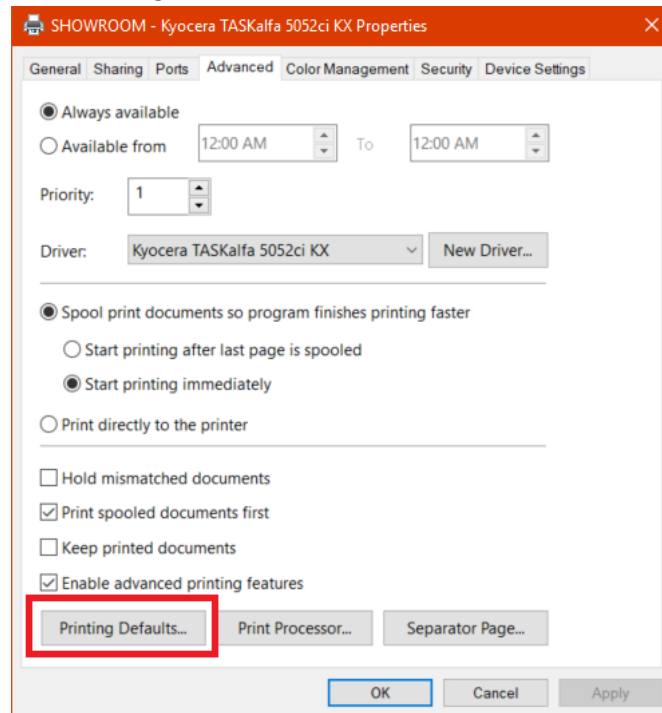 SHOWROOM - Kyocera TASKalfa 5052ci KX Properties
General Sharing Ports Advanced Color Management Security Device Settings
Always available
Available from 12:00 AM To 12:00 AM
Priority: 1
Driver: Kyocera TASKalfa 5052ci KX New Driver...
Spool print documents so program finishes printing faster
Start printing after last page is spooled
Start printing immediately
Print directly to the printer
Hold mismatched documents
Print spooled documents first
Keep printed documents
Enable advanced printing features
Printing Defaults... Print Processor... Separator Page...
OK Cancel Apply